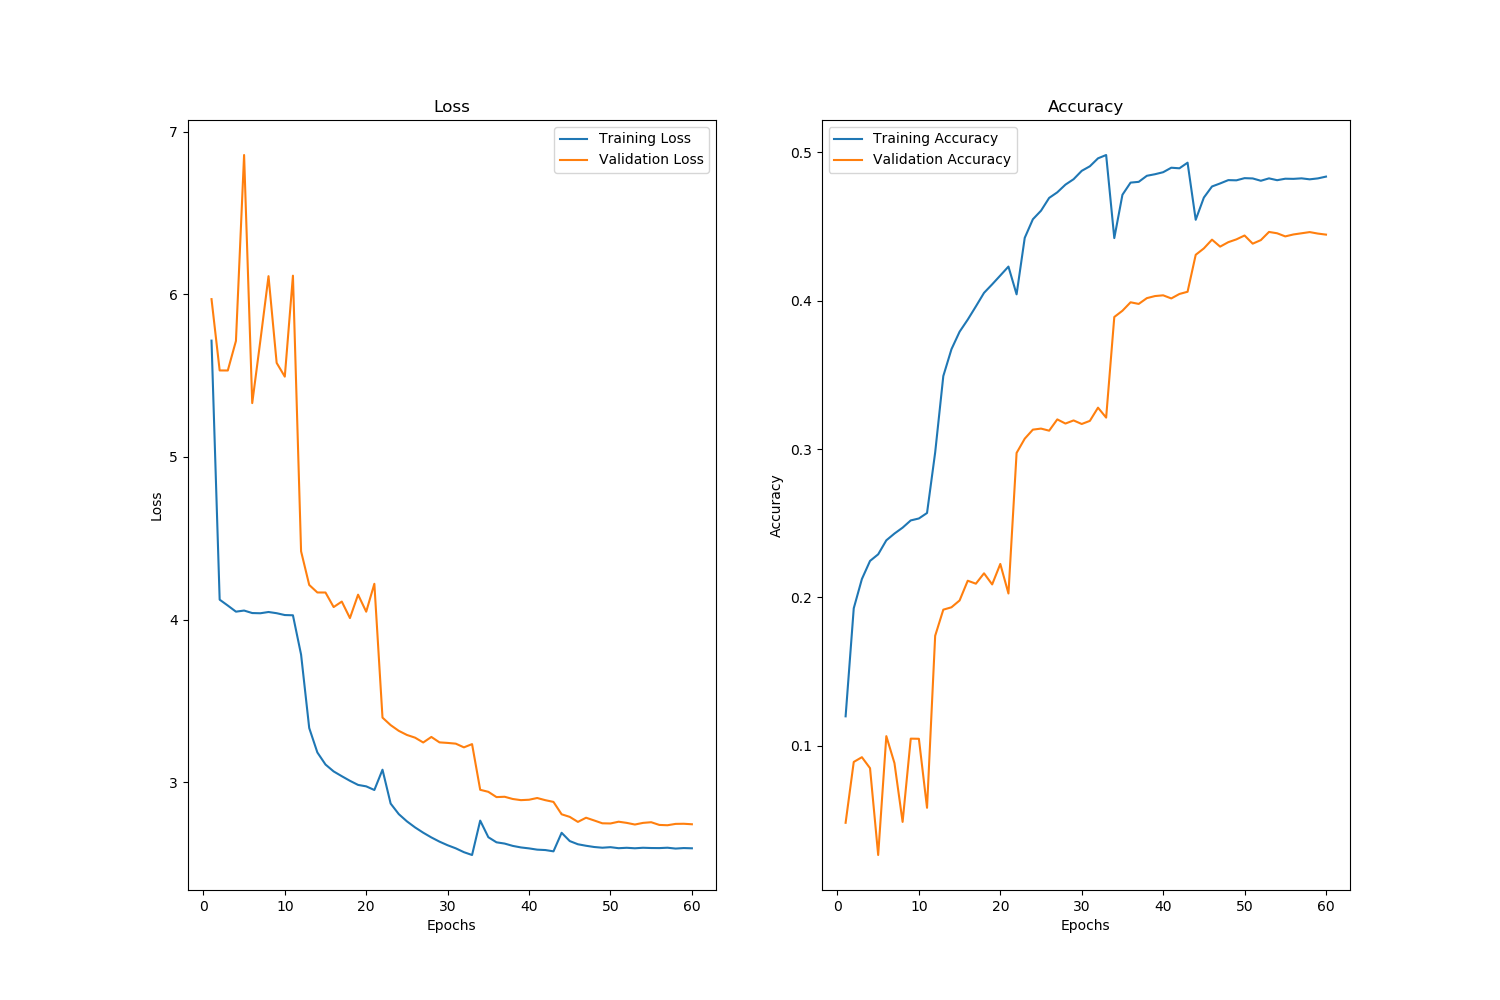 Loss
Training Loss
Validation Loss
7
6
5
4
3
Loss
0 10 20 30 40 50 60
Epochs
Accuracy
Training Accuracy
Validation Accuracy
0.5
0.4
0.3
0.2
0.1
Accuracy
0 10 20 30 40 50 60
Epochs